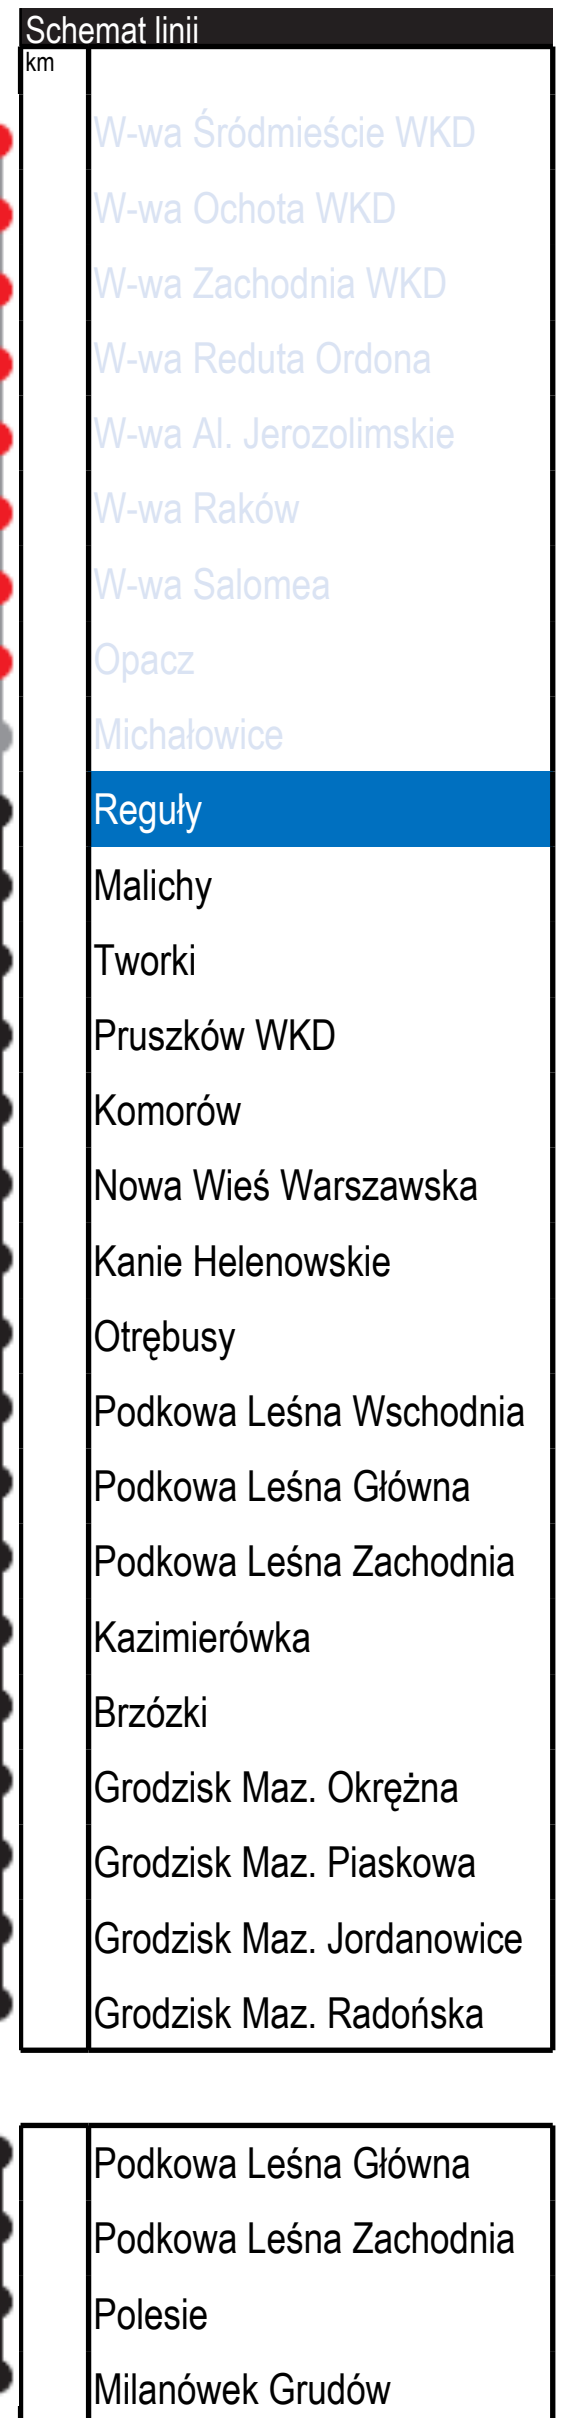 Schemat linii
km
W-wa Śródmieście WKD
W-wa Ochota WKD
W-wa Zachodnia WKD
W-wa Reduta Ordona
W-wa Al. Jerozolimskie
W-wa Raków
W-wa Salomea
Opacz
Michałowice
Reguły
Malichy
Tworki
Pruszków WKD
Komorów
Nowa Wieś Warszawska
Kanie Helenowskie
Otrębusy
Podkowa Leśna Wschodnia
Podkowa Leśna Główna
Podkowa Leśna Zachodnia
Kazimierówka
Brzózki
Grodzisk Maz. Okrężna
Grodzisk Maz. Piaskowa
Grodzisk Maz. Jordanowice
Grodzisk Maz. Radońska
Podkowa Leśna Główna
Podkowa Leśna Zachodnia
Polesie
Milanówek Grudów